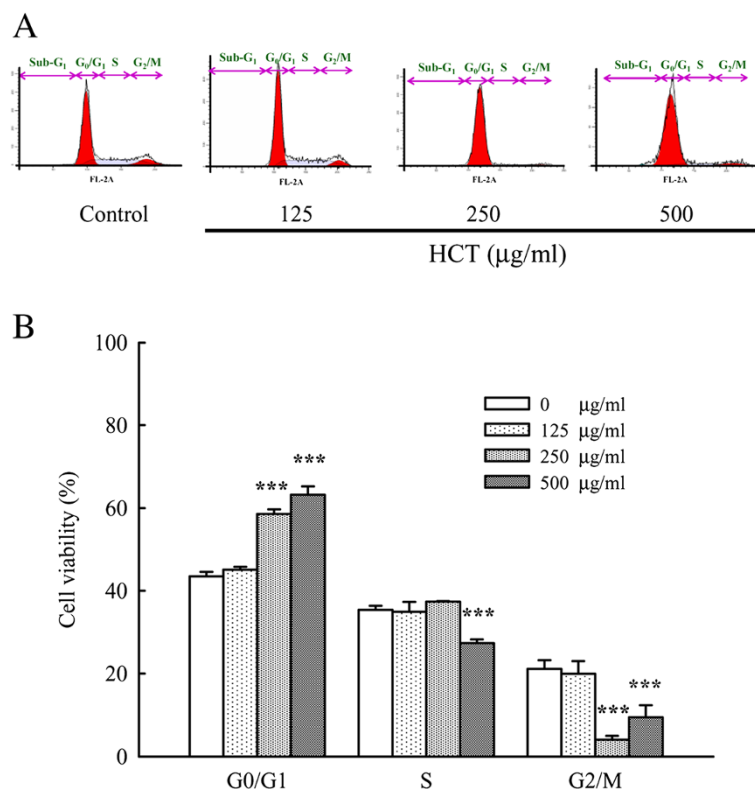 A
Sub-G1 G0/G1 S G2/M
Sub-G1 G0/G1 S G2/M
Sub-G1 G0/G1 S G2/M
Sub-G1 G0/G1 S G2/M
FL-2A
FL-2A
FL-2A
FL-2A
Control 125 250 500
HCT (μg/ml)
B
Cell viability (%)
100
80
60
40
20
0
0 μg/ml
125 μg/ml
250 μg/ml
500 μg/ml
*** ***
***
*** ***
G0/G1 S G2/M